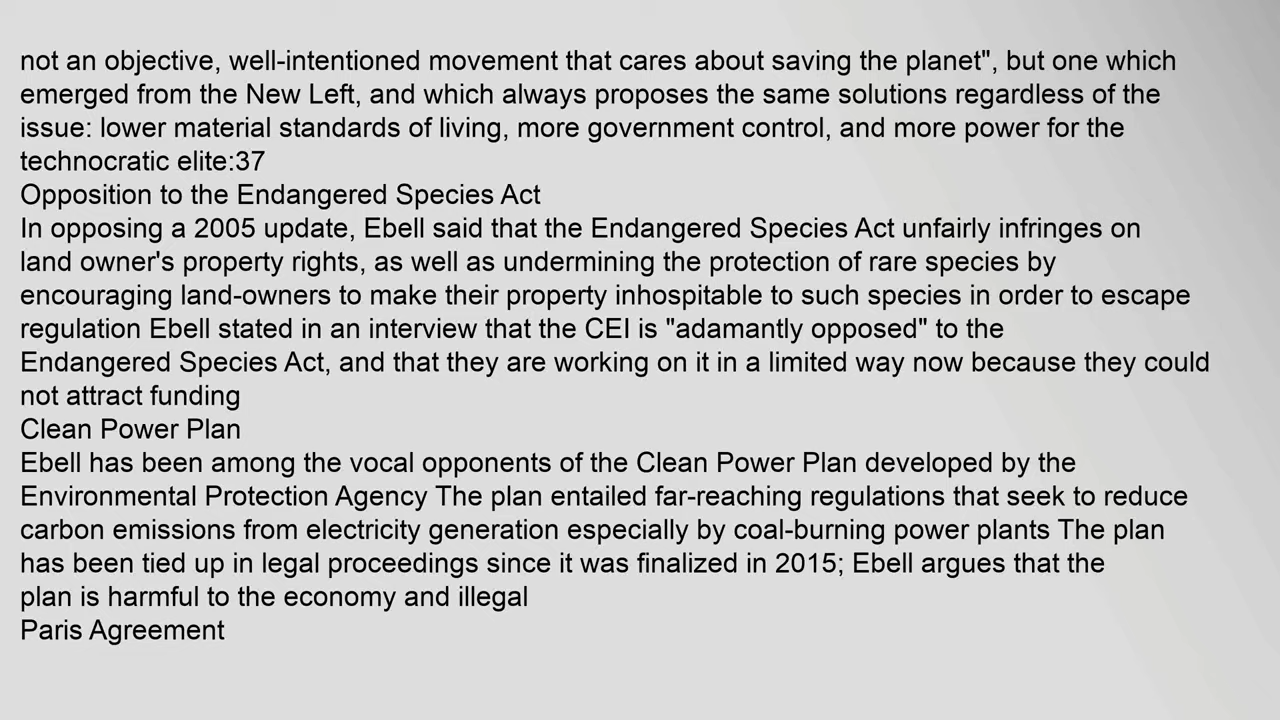 not an objective, well-intentioned movement that cares about saving the planet", but one which
emerged from the New Left, and which always proposes the same solutions regardless of the
issue: lower material standards of living, more government control, and more power for the
technocratic elite:37
Opposition to the Endangered Species Act
In opposing a 2005 update, Ebell said that the Endangered Species Act unfairly infringes on
land owner's property rights, as well as undermining the protection of rare species by
encouraging land-owners to make their property inhospitable to such species in order to escape
regulation Ebell stated in an interview that the CEI is "adamantly opposed" to the
Endangered Species Act, and that they are working on it in a limited way now because they could
not attract funding
Clean Power Plan
Ebell has been among the vocal opponents of the Clean Power Plan developed by the
Environmental Protection Agency The plan entailed far-reaching regulations that seek to reduce
carbon emissions from electricity generation especially by coal-burning power plants The plan
has been tied up in legal proceedings since it was finalized in 2015; Ebell argues that the
plan is harmful to the economy and illegal
Paris Agreement